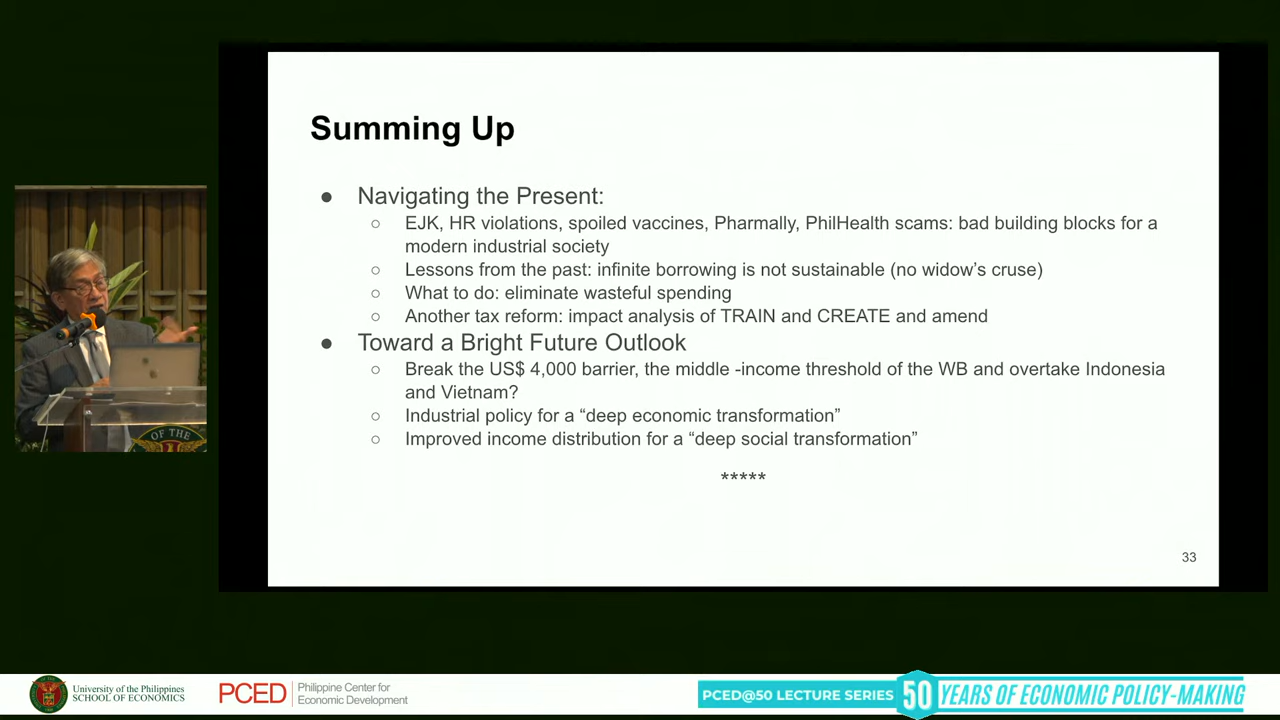 Summing Up
● Navigating the Present:
○ EJK, HR violations, spoiled vaccines, Pharmally, PhilHealth scams: bad building blocks for a
modern industrial society
○ Lessons from the past: infinite borrowing is not sustainable (no widow’s cruse)
○ What to do: eliminate wasteful spending
○ Another tax reform: impact analysis of TRAIN and CREATE and amend
● Toward a Bright Future Outlook
○ Break the US$ 4,000 barrier, the middle -income threshold of the WB and overtake Indonesia
and Vietnam?
○ Industrial policy for a “deep economic transformation”
○ Improved income distribution for a “deep social transformation”
*****
33
OF THE
University of the Philippines
SCHOOL OF ECONOMICS
PCED
Philippine Center for
Economic Development
PCED@50 LECTURE SERIES
50 YEARS OF ECONOMIC POLICY-MAKING